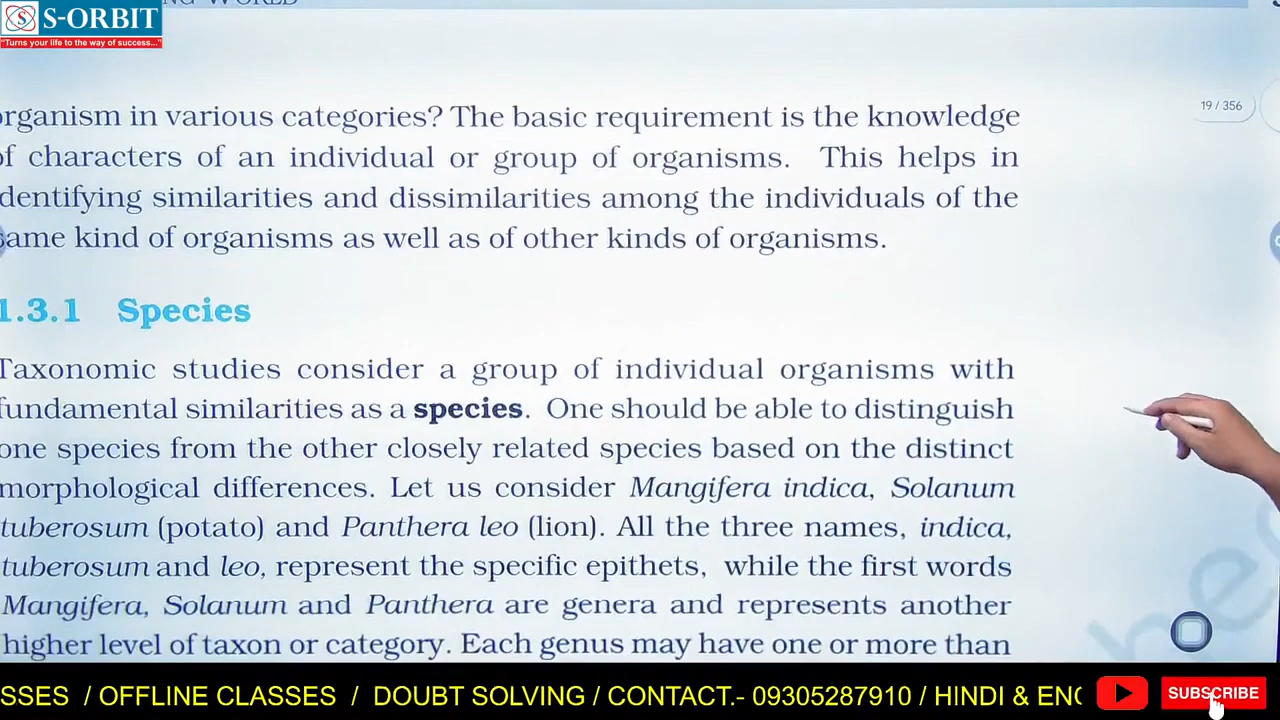 S-ORBIT
"Turns your life to the way of success..."
19 / 356
organism in various categories? The basic requirement is the knowledge
of characters of an individual or group of organisms. This helps in
identifying similarities and dissimilarities among the individuals of the
same kind of organisms as well as of other kinds of organisms.
1.3.1 Species
Taxonomic studies consider a group of individual organisms with
fundamental similarities as a species. One should be able to distinguish
one species from the other closely related species based on the distinct
morphological differences. Let us consider Mangifera indica, Solanum
tuberosum (potato) and Panthera leo (lion). All the three names, indica,
tuberosum and leo, represent the specific epithets, while the first words
Mangifera, Solanum and Panthera are genera and represents another
higher level of taxon or category. Each genus may have one or more than
SSES / OFFLINE CLASSES / DOUBT SOLVING / CONTACT.- 09305287910 / HINDI &
SUBSCRIBE